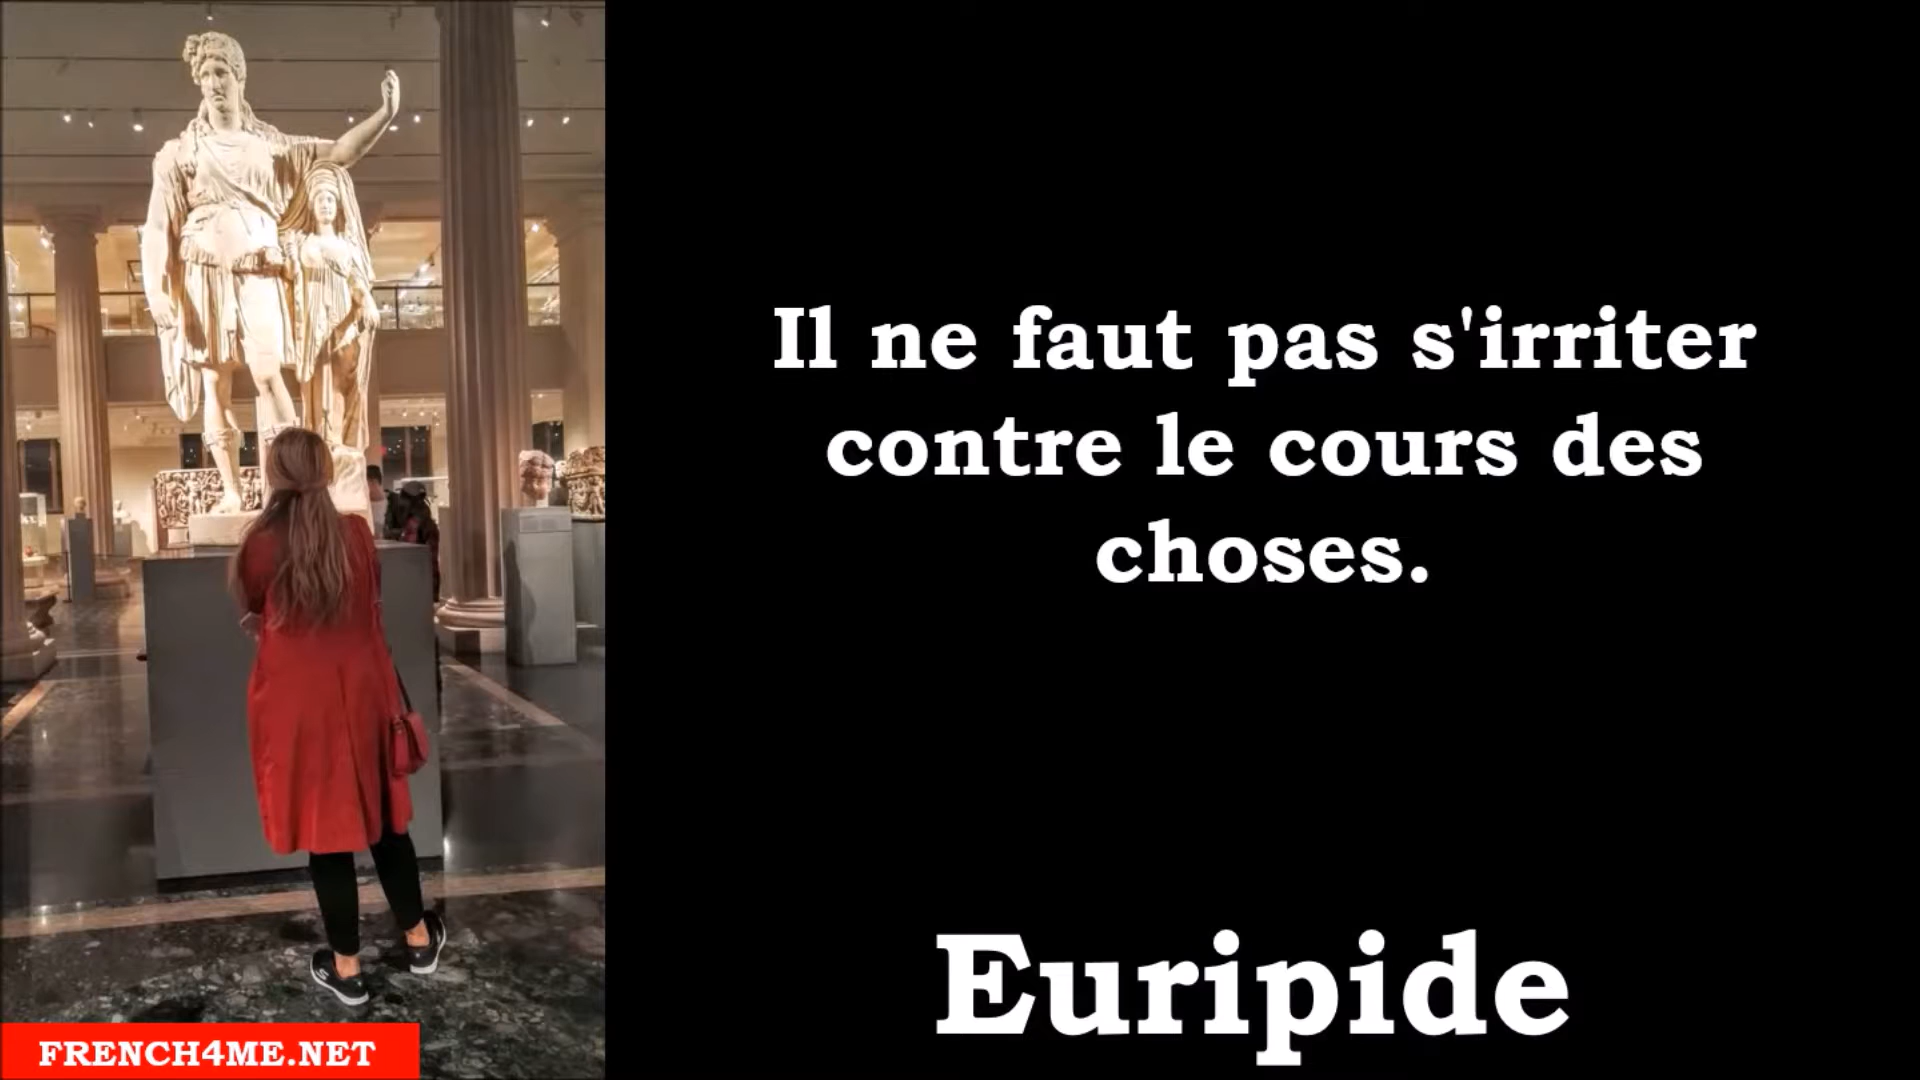 Il ne faut pas s'irriter
contre le cours des
choses.
Euripide
FRENCH4ME.NET